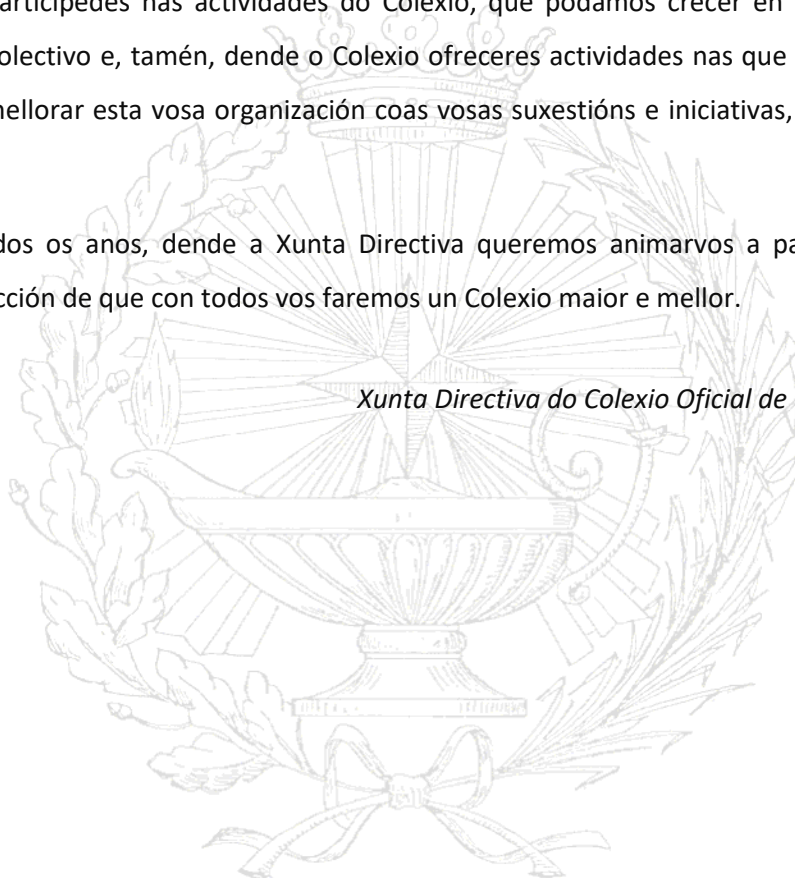 articipedes nas actividades do Colexio, que podamos crecer en
olectivo e, tamén, dende o Colexio ofreceres actividades nas que
mellorar esta vosa organización coas vosas suxestións e iniciativas,
dos os anos, dende a Xunta Directiva queremos animarvos a pa
cción de que con todos vos faremos un Colexio maior e mellor.
Xunta Directiva do Colexio Oficial de